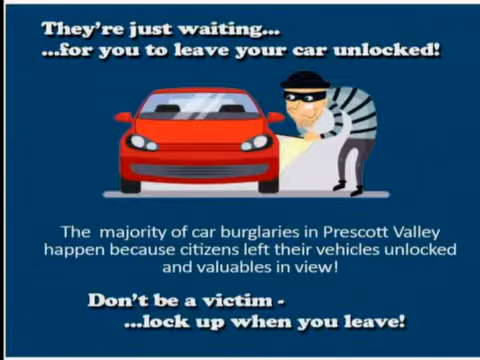 They're just waiting...
...for you to leave your car unlocked!
The majority of car burglaries in Prescott Valley
happen because citizens left their vehicles unlocked
and valuables in view!
Don't be a victim -
...lock up when you leave!